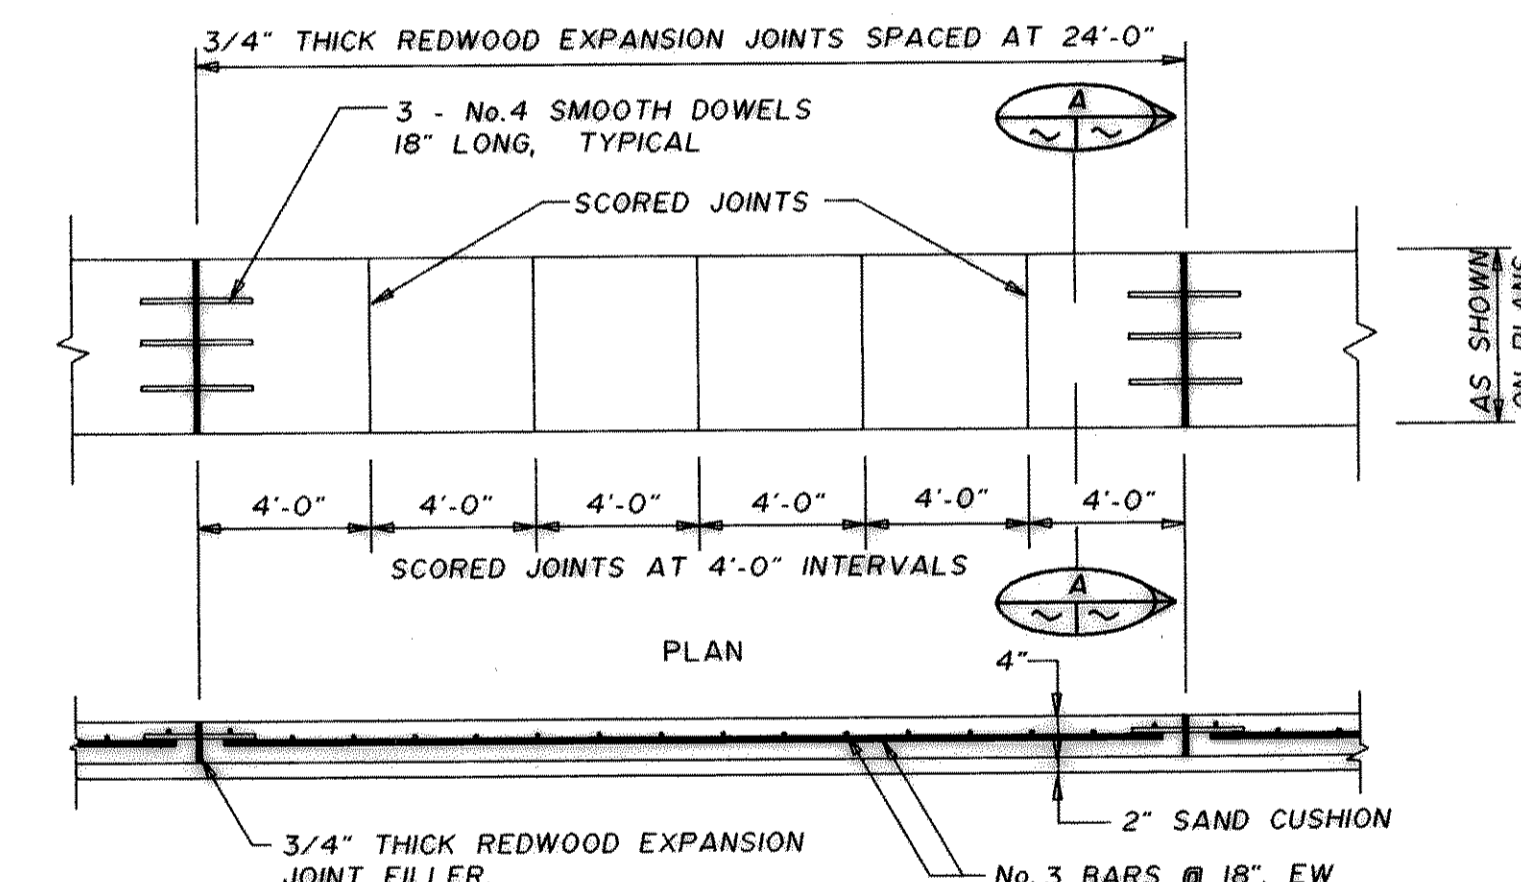 3/4" THICK REDWOOD EXPANSION JOINTS SPACED AT 24'-0"
A
3 - No.4 SMOOTH DOWELS
18" LONG, TYPICAL
SCORED JOINTS
AS SHOWN
ON PLANS
4'-0" 4'-0" 4'-0" 4'-0" 4'-0" 4'-0"
SCORED JOINTS AT 4'-0" INTERVALS
A
PLAN
4"
2" SAND CUSHION
3/4" THICK REDWOOD EXPANSION
JOINT FILLER
No.3 BARS @ 18", EW